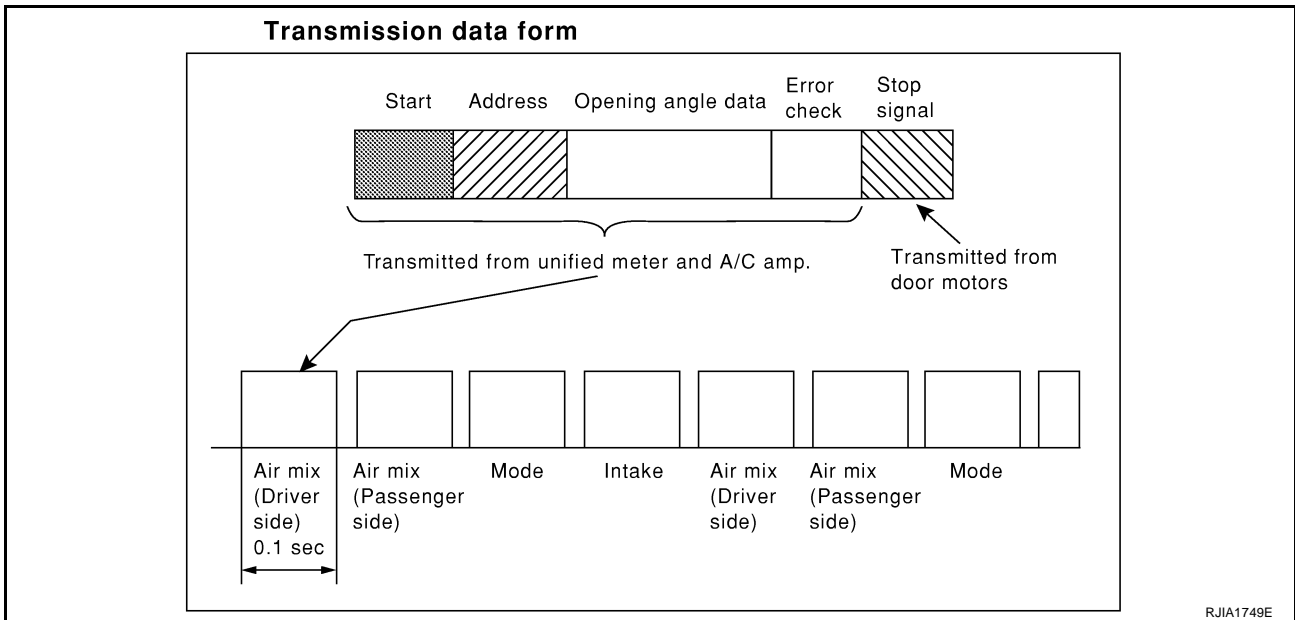 Transmission data form
Start
Address
Opening angle data
Error
check
Stop
signal
Transmitted from unified meter and A/C amp.
Transmitted from
door motors
Air mix
(Driver
side)
0.1 sec
Air mix
(Passenger
side)
Mode
Intake
Air mix
(Driver
side)
Air mix
(Passenger
side)
Mode
RJIA1749E